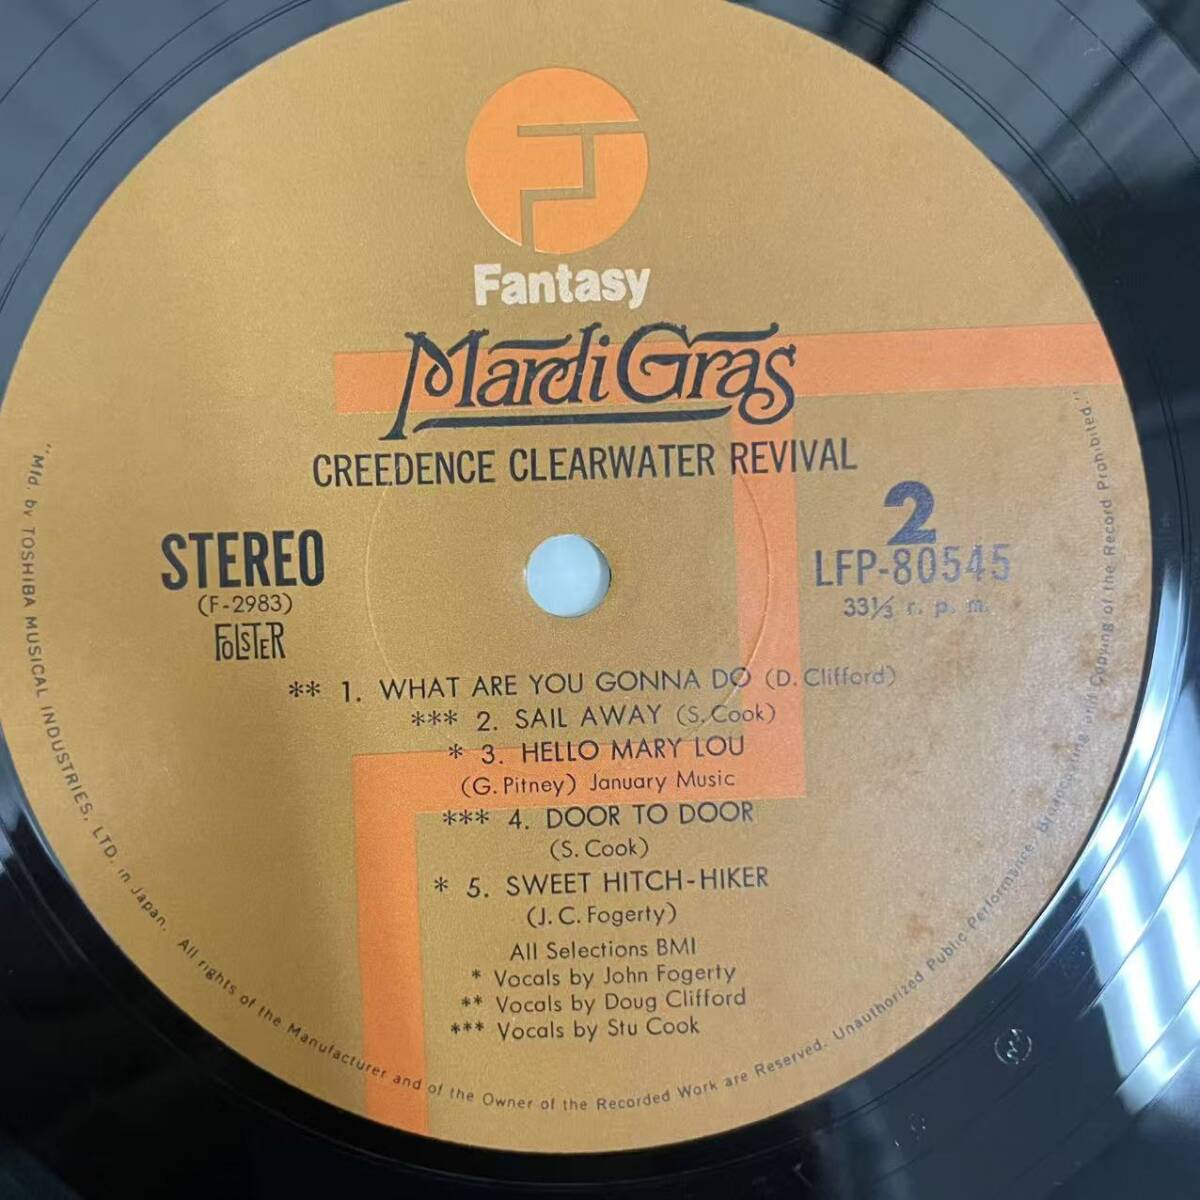 Fantasy
Mardi Gras
CREEDENCE CLEARWATER REVIVAL
STEREO
(F-2983)
FOLSTER
2
LFP-80545
33⅓ r. p. m.
** 1. WHAT ARE YOU GONNA DO (D. Clifford)
*** 2. SAIL AWAY (S. Cook)
* 3. HELLO MARY LOU
(G. Pitney) January Music
*** 4. DOOR TO DOOR
(S. Cook)
* 5. SWEET HITCH-HIKER
(J. C. Fogerty)
All Selections BMI
* Vocals by John Fogerty
** Vocals by Doug Clifford
*** Vocals by Stu Cook
"Mfd. by TOSHIBA MUSICAL INDUSTRIES, LTD. in Japan. All rights of the Manufacturer and of the Owner of the Recorded Work are Reserved. Unauthorized Public Performance, Broadcasting and Copying of the Record Prohibited."